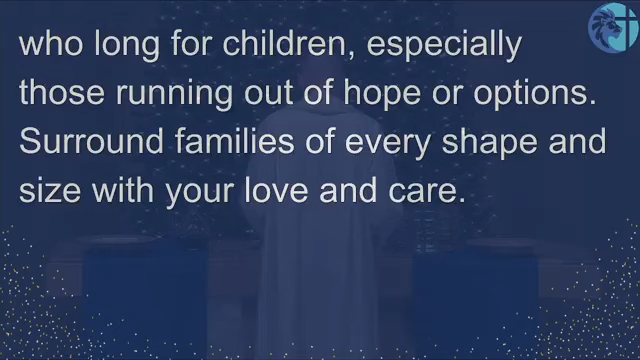 who long for children, especially
those running out of hope or options.
Surround families of every shape and
size with your love and care.